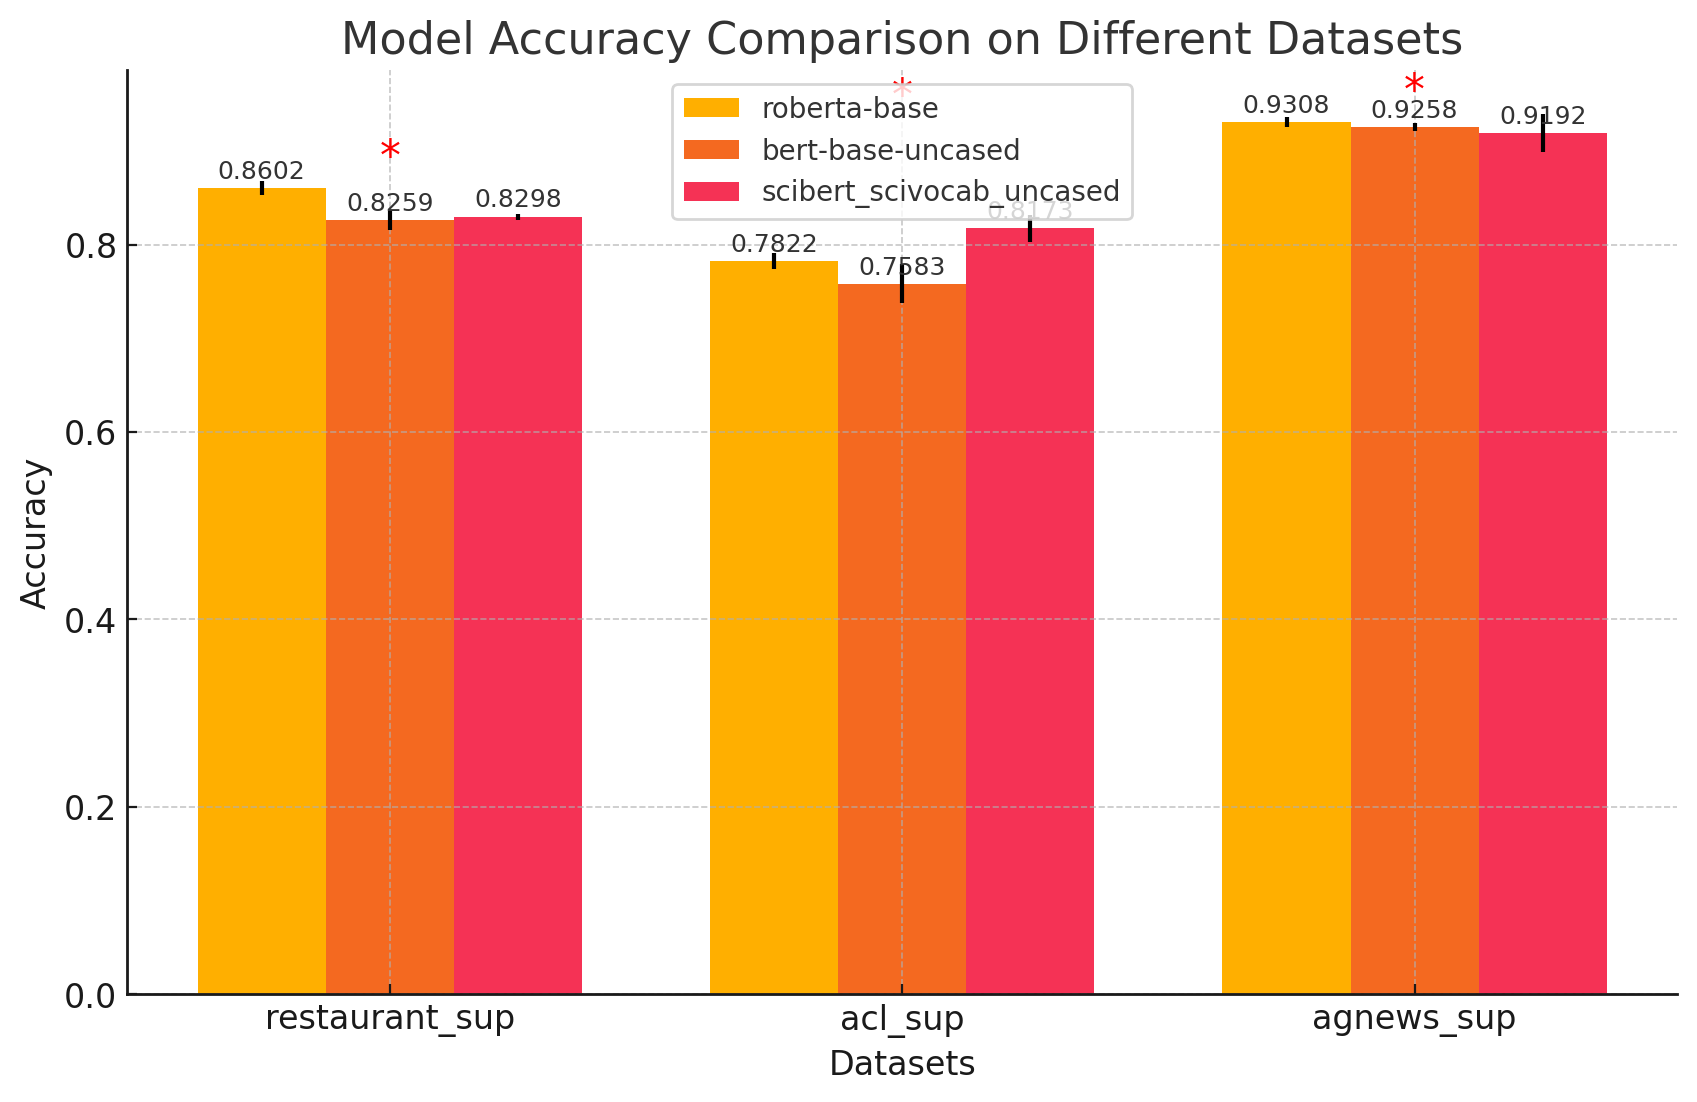 Model Accuracy Comparison on Different Datasets
roberta-base
bert-base-uncased
scibert_scivocab_uncased
*
*
*
0.8602
0.8259
0.8298
0.7822
0.7583
0.8173
0.9308
0.9258
0.9192
Accuracy
0.8
0.6
0.4
0.2
0.0
restaurant_sup
acl_sup
agnews_sup
Datasets